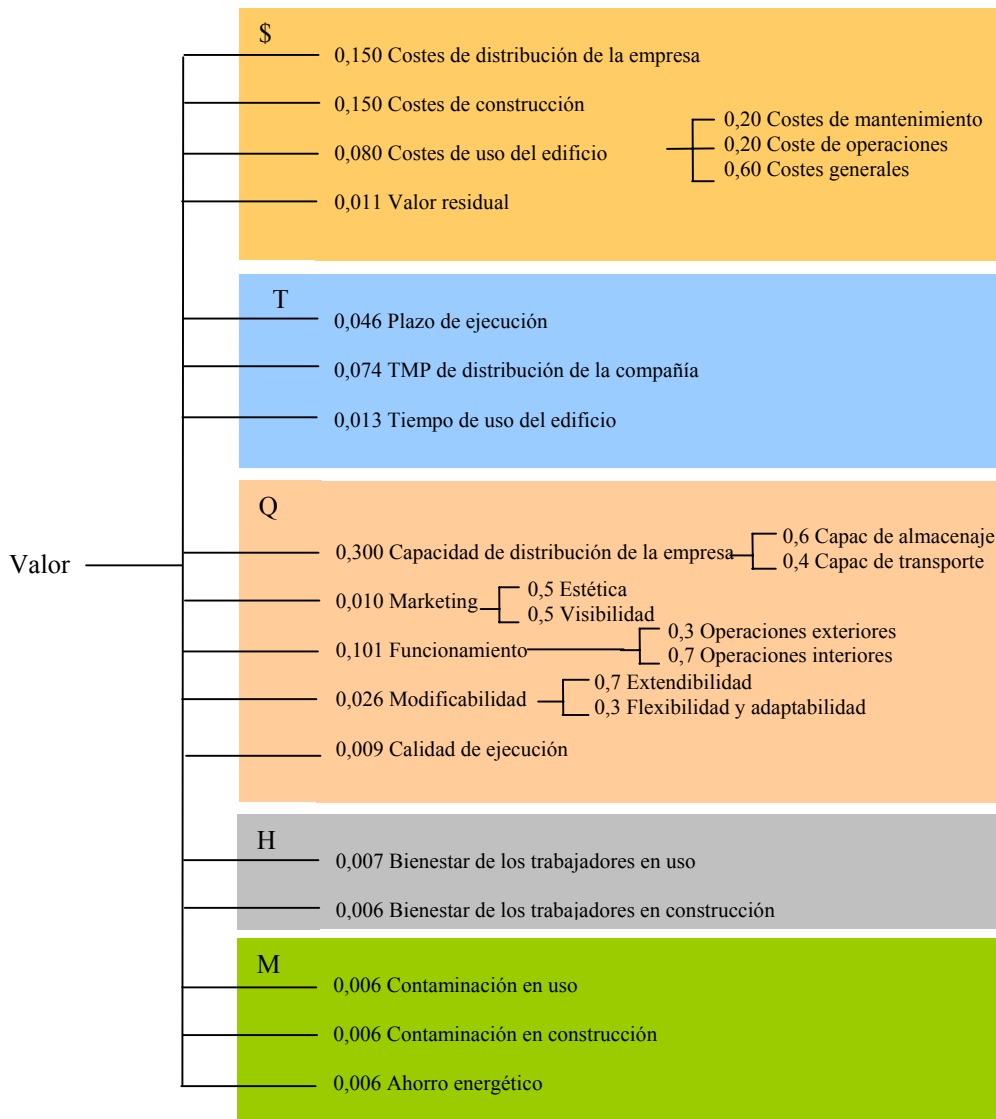 $
0,150 Costes de distribución de la empresa
0,150 Costes de construcción
0,080 Costes de uso del edificio
0,20 Costes de mantenimiento
0,20 Coste de operaciones
0,60 Costes generales
0,011 Valor residual
T
0,046 Plazo de ejecución
0,074 TMP de distribución de la compañía
0,013 Tiempo de uso del edificio
Valor
Q
0,300 Capacidad de distribución de la empresa
0,6 Capac de almacenaje
0,4 Capac de transporte
0,010 Marketing
0,5 Estética
0,5 Visibilidad
0,101 Funcionamiento
0,3 Operaciones exteriores
0,7 Operaciones interiores
0,026 Modificabilidad
0,7 Extendibilidad
0,3 Flexibilidad y adaptabilidad
0,009 Calidad de ejecución
H
0,007 Bienestar de los trabajadores en uso
0,006 Bienestar de los trabajadores en construcción
M
0,006 Contaminación en uso
0,006 Contaminación en construcción
0,006 Ahorro energético